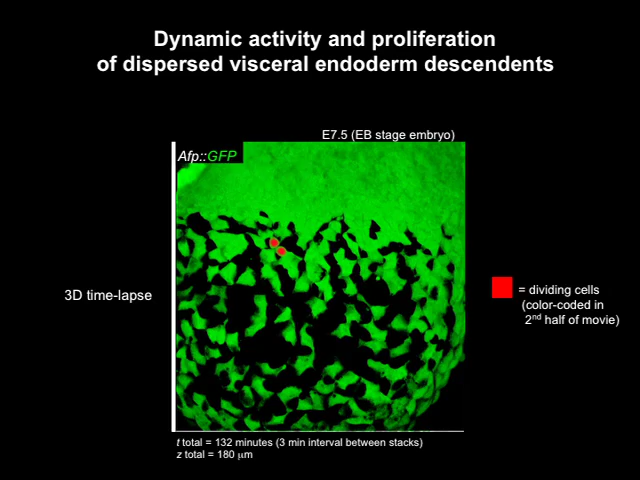 Dynamic activity and proliferation
of dispersed visceral endoderm descendents
E7.5 (EB stage embryo)
Afp::GFP
3D time-lapse
= dividing cells
(color-coded in
2nd half of movie)
t total = 132 minutes (3 min interval between stacks)
z total = 180 μm